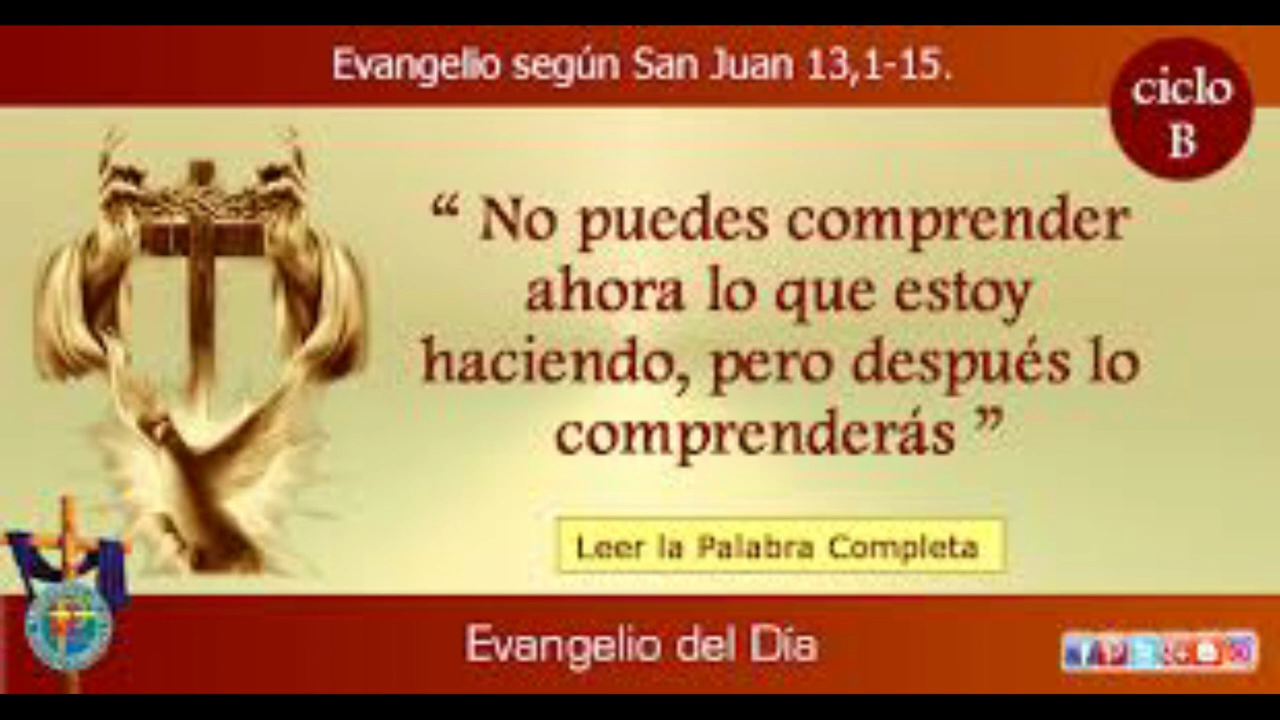 Evangelio según San Juan 13,1-15.
ciclo
B
“ No puedes comprender
ahora lo que estoy
haciendo, pero después lo
comprenderás ”
Leer la Palabra Completa
Evangelio del Día